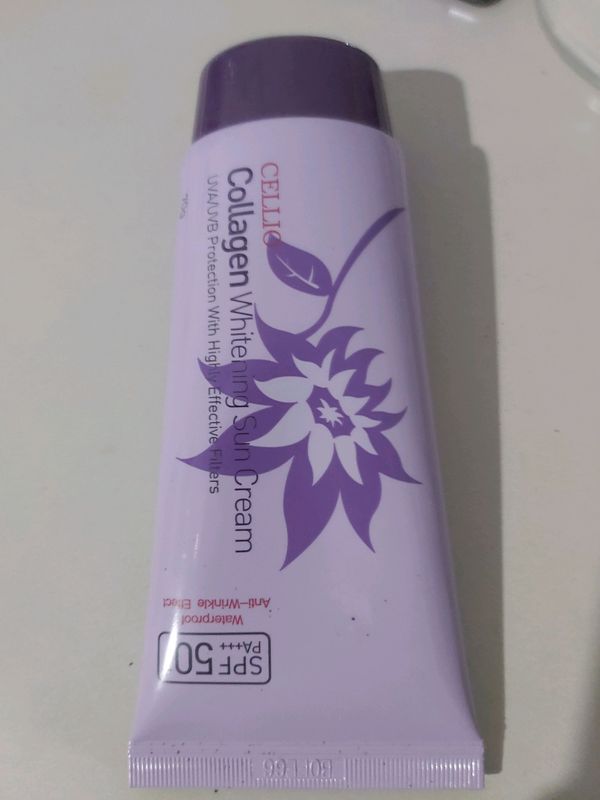 CELLIO
Collagen Whitening Sun Cream
UVA/UVB Protection With Highly Effective Filters
70g
Waterproof
Anti-Wrinkle Effect
SPF 50+
PA+++